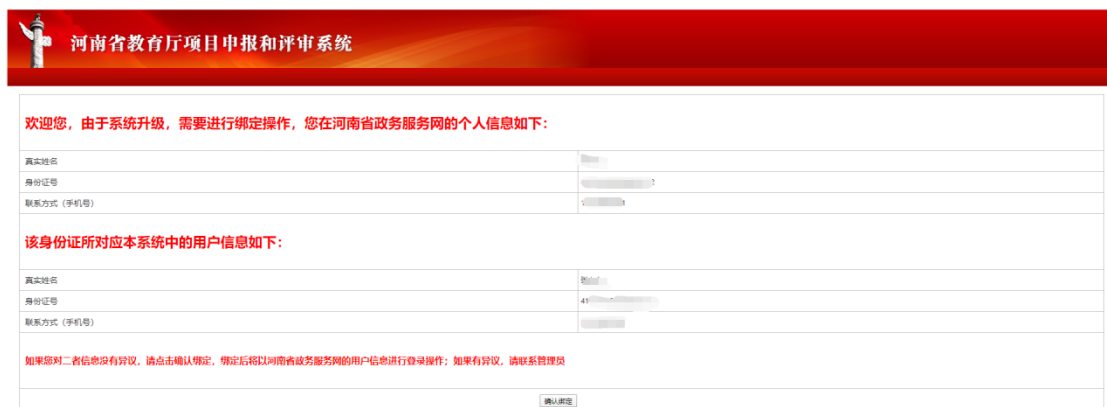 河南省教育厅项目申报和评审系统
欢迎您，由于系统升级，需要进行绑定操作，您在河南省政务服务网的个人信息如下：
真实姓名
身份证号
联系方式（手机号）
该身份证所对应本系统中的用户信息如下：
真实姓名
身份证号 41
联系方式（手机号）
如果您对二者信息没有异议，请点击确认绑定，绑定后将以河南省政务服务网的用户信息进行登录操作；如果有异议，请联系管理员
确认绑定